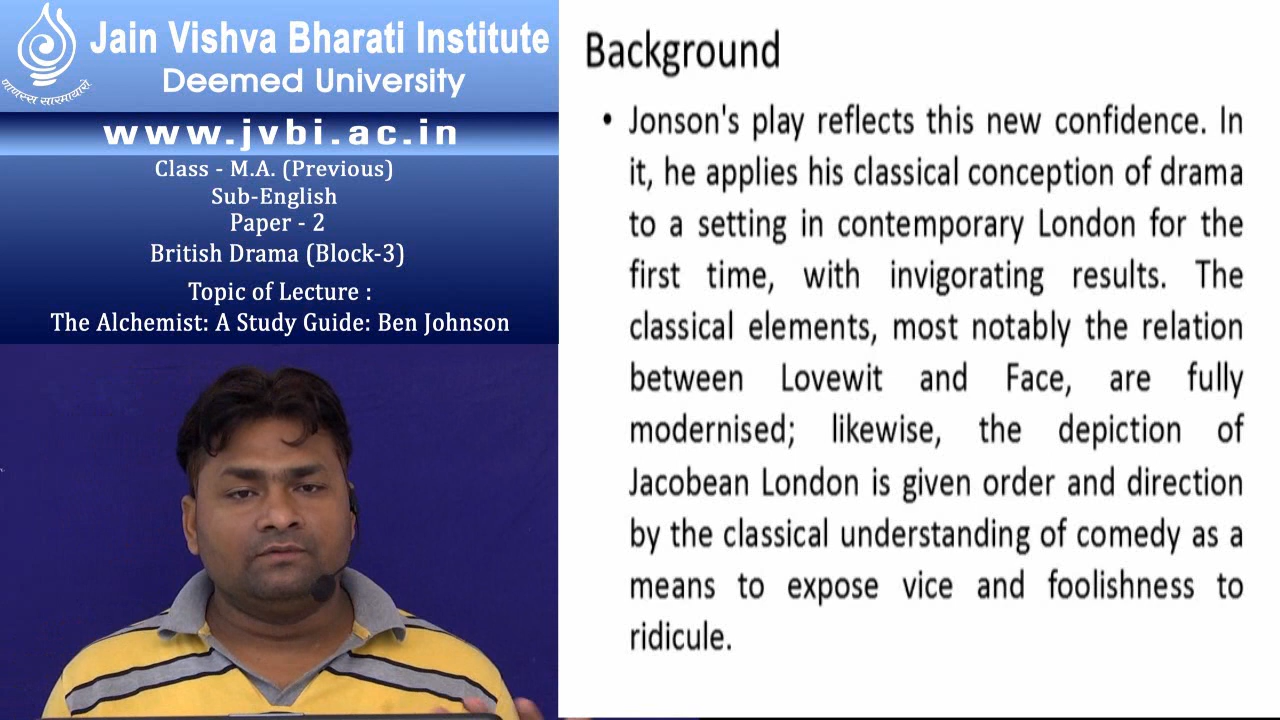 Jain Vishva Bharati Institute
Deemed University
णाणस्स सारमायारो
www.jvbi.ac.in
Class - M.A. (Previous)
Sub-English
Paper - 2
British Drama (Block-3)
Topic of Lecture :
The Alchemist: A Study Guide: Ben Johnson
Background
• Jonson's play reflects this new confidence. In
it, he applies his classical conception of drama
to a setting in contemporary London for the
first time, with invigorating results. The
classical elements, most notably the relation
between Lovewit and Face, are fully
modernised; likewise, the depiction of
Jacobean London is given order and direction
by the classical understanding of comedy as a
means to expose vice and foolishness to
ridicule.